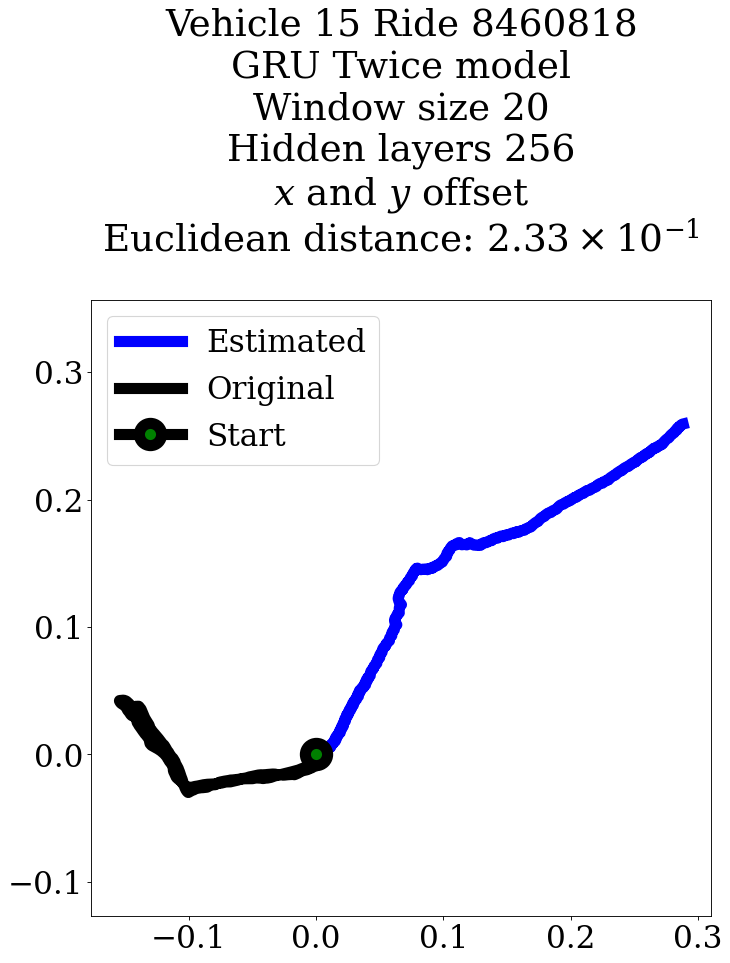 Vehicle 15 Ride 8460818
GRU Twice model
Window size 20
Hidden layers 256
x and y offset
Euclidean distance: 2.33 × 10⁻¹
Estimated
Original
Start
0.3
0.2
0.1
0.0
−0.1
−0.1 0.0 0.1 0.2 0.3